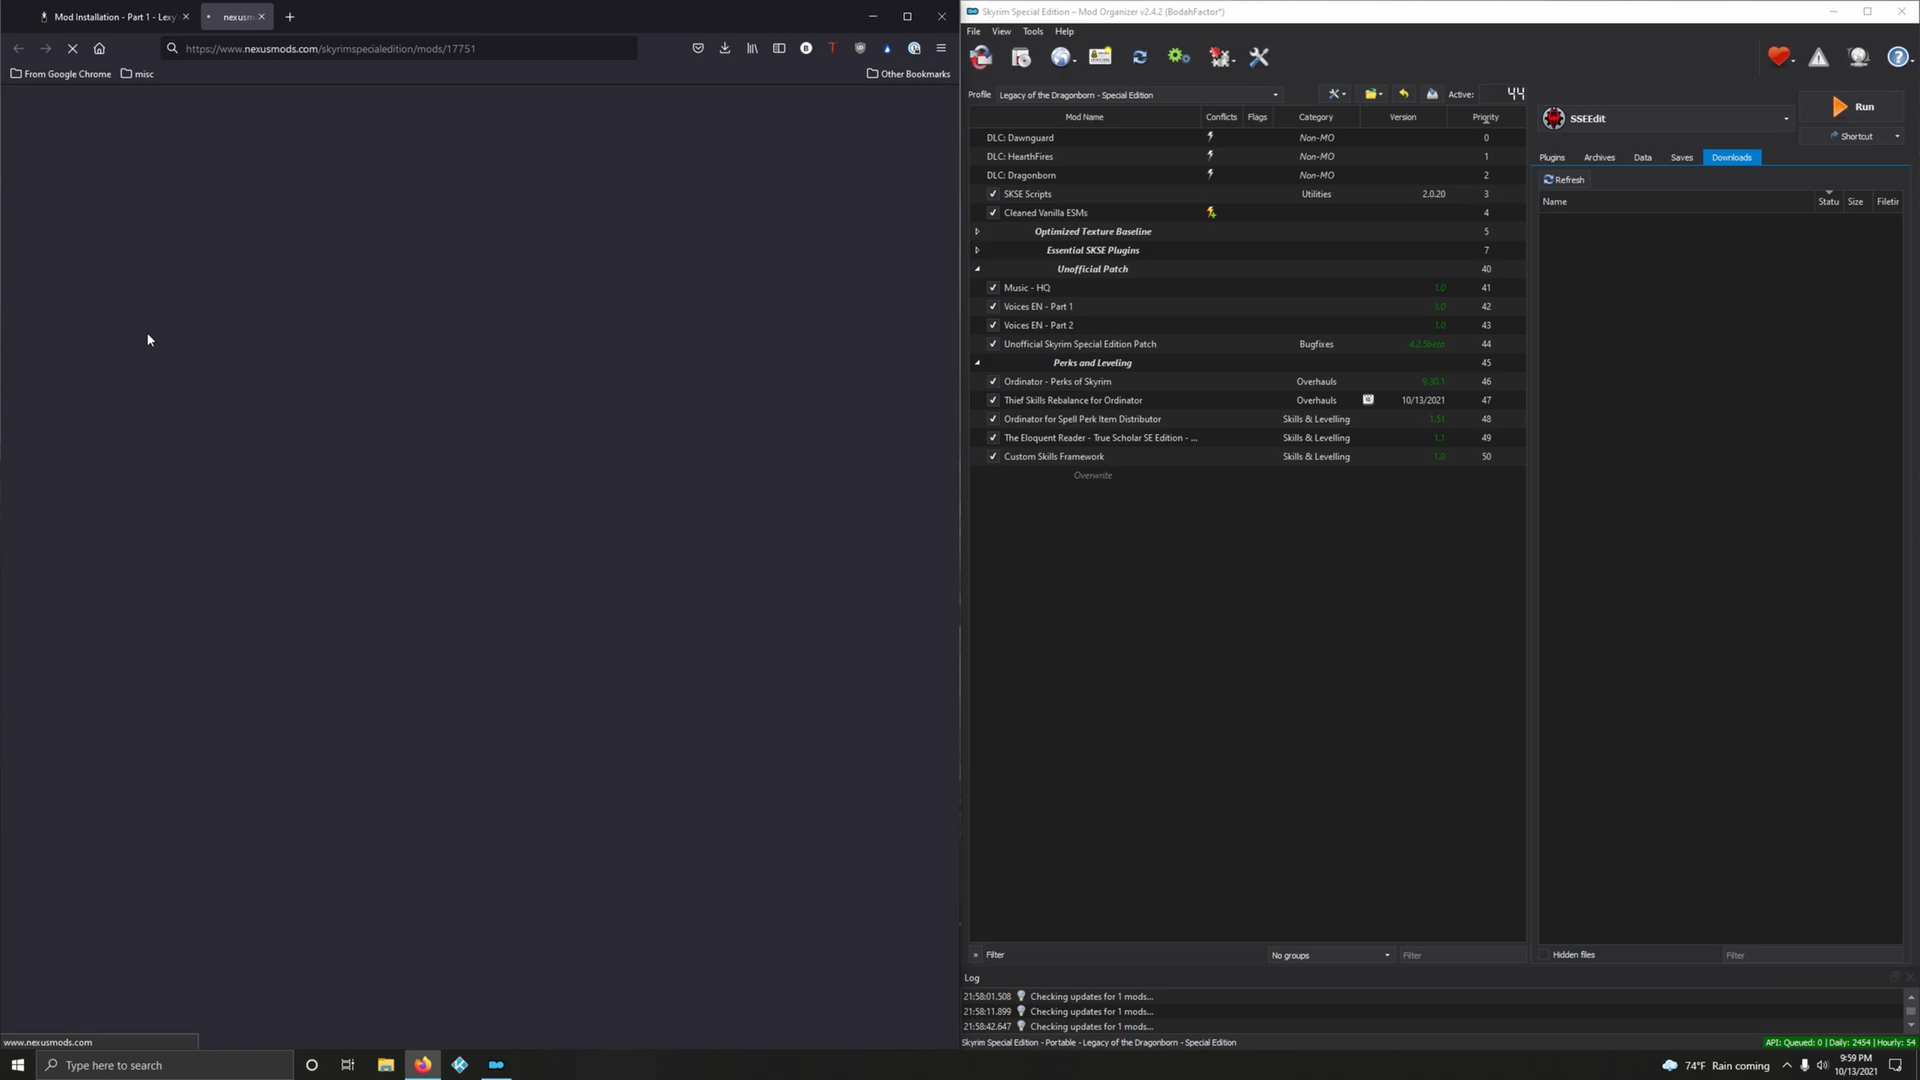 Mod Installation - Part 1 - Lexy'
nexusm
https://www.nexusmods.com/skyrimspecialedition/mods/17751
From Google Chrome
misc
Other Bookmarks
www.nexusmods.com
Skyrim Special Edition – Mod Organizer v2.4.2 (BodahFactor*)
File View Tools Help
Profile Legacy of the Dragonborn - Special Edition Active: 44
Mod Name Conflicts Flags Category Version Priority
DLC: Dawnguard Non-MO 0
DLC: HearthFires Non-MO 1
DLC: Dragonborn Non-MO 2
SKSE Scripts Utilities 2.0.20 3
Cleaned Vanilla ESMs 4
Optimized Texture Baseline 5
Essential SKSE Plugins 7
Unofficial Patch 40
Music - HQ 1.0 41
Voices EN - Part 1 1.0 42
Voices EN - Part 2 1.0 43
Unofficial Skyrim Special Edition Patch Bugfixes 4.2.5beta 44
Perks and Leveling 45
Ordinator - Perks of Skyrim Overhauls 9.30.1 46
Thief Skills Rebalance for Ordinator Overhauls 10/13/2021 47
Ordinator for Spell Perk Item Distributor Skills & Levelling 1.51 48
The Eloquent Reader - True Scholar SE Edition - ... Skills & Levelling 1.1 49
Custom Skills Framework Skills & Levelling 1.0 50
Overwrite
» Filter No groups Filter
SSEEdit
Run
Shortcut
Plugins Archives Data Saves Downloads
Refresh
Name Statu Size Filetir
Hidden files Filter
Log
21:58:01.508 Checking updates for 1 mods...
21:58:11.899 Checking updates for 1 mods...
21:58:42.647 Checking updates for 1 mods...
Skyrim Special Edition - Portable - Legacy of the Dragonborn - Special Edition API: Queued: 0 | Daily: 2454 | Hourly: 54
Type here to search
74°F Rain coming
9:59 PM
10/13/2021